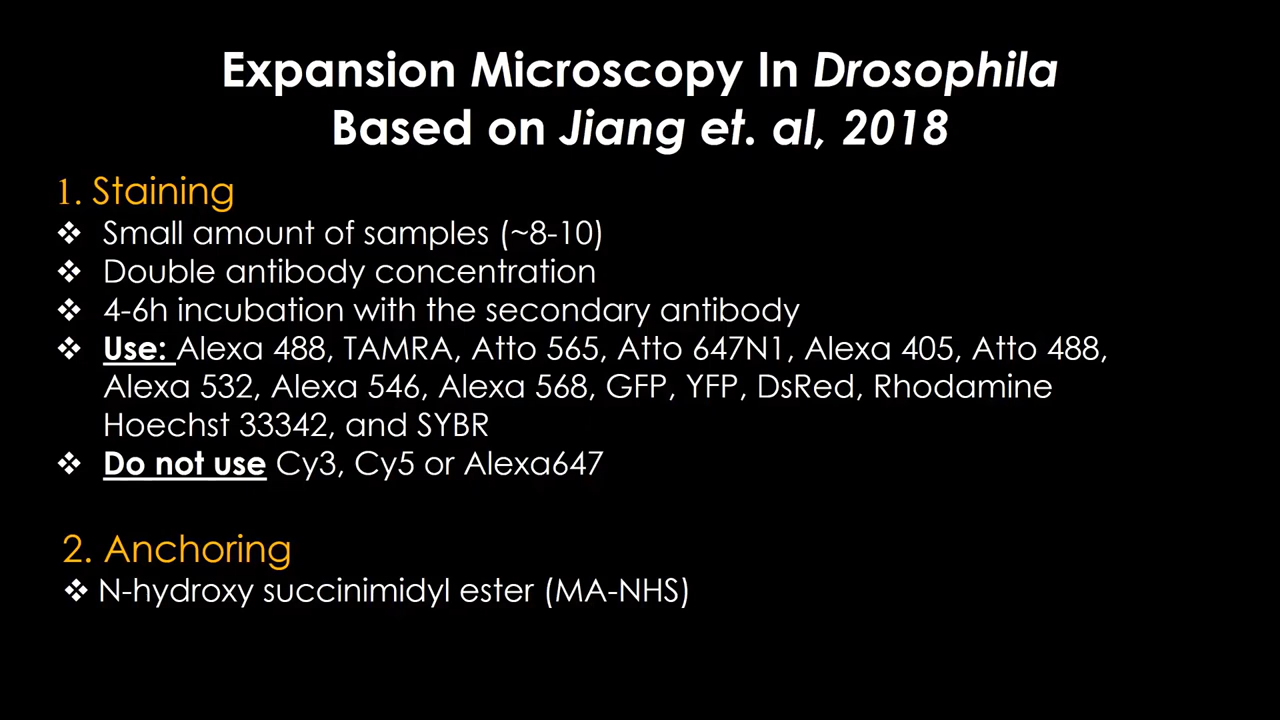 Expansion Microscopy In Drosophila
Based on Jiang et. al, 2018
1. Staining
❖ Small amount of samples (~8-10)
❖ Double antibody concentration
❖ 4-6h incubation with the secondary antibody
❖ Use: Alexa 488, TAMRA, Atto 565, Atto 647N1, Alexa 405, Atto 488,
Alexa 532, Alexa 546, Alexa 568, GFP, YFP, DsRed, Rhodamine
Hoechst 33342, and SYBR
❖ Do not use Cy3, Cy5 or Alexa647
2. Anchoring
❖ N-hydroxy succinimidyl ester (MA-NHS)